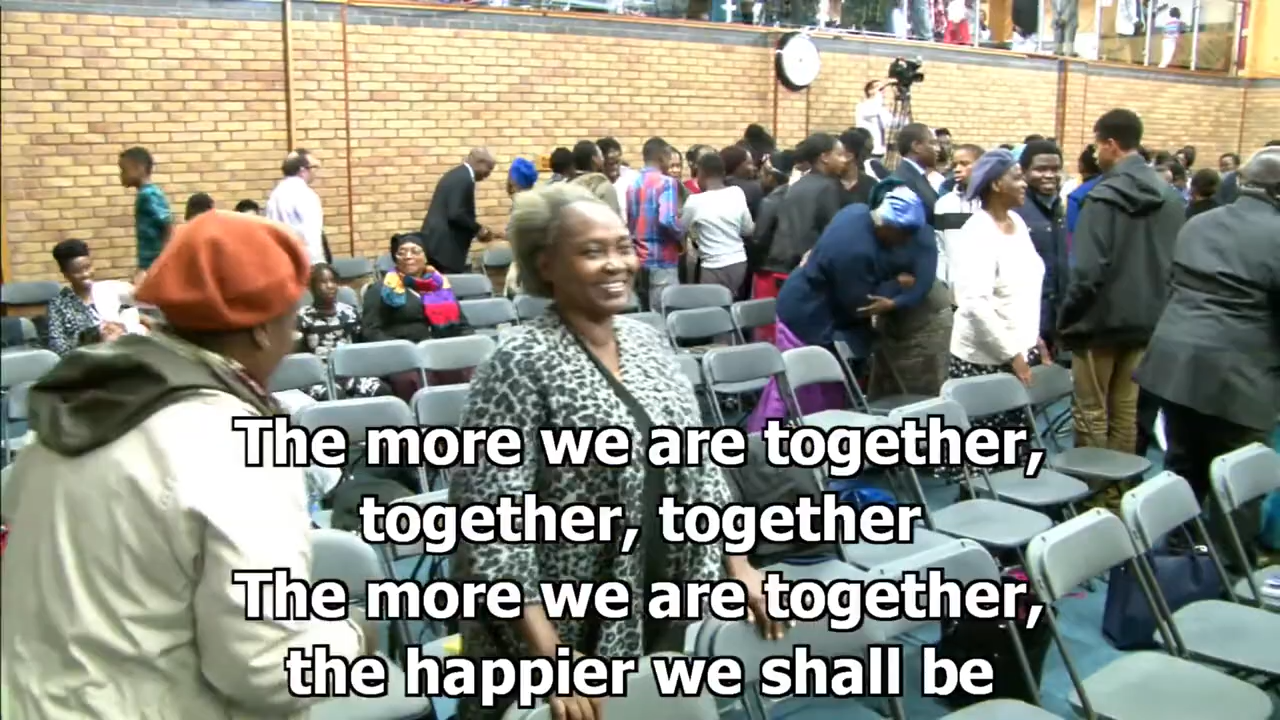 The more we are together,
together, together
The more we are together,
the happier we shall be